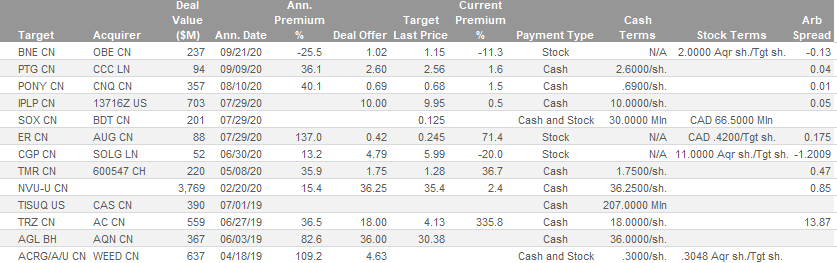 Deal Ann. Target Current
Value Premium Last Price Premium Cash Arb
Target Acquirer ($M) Ann. Date % Deal Offer % Payment Type Terms Stock Terms Spread
BNE CN OBE CN 237 09/21/20 -25.5 1.02 1.15 -11.3 Stock N/A 2.0000 Aqr sh./Tgt sh. -0.13
PTG CN CCC LN 94 09/09/20 36.1 2.60 2.56 1.6 Cash 2.6000/sh. 0.04
PONY CN CNQ CN 357 08/10/20 40.1 0.69 0.68 1.5 Cash .6900/sh. 0.01
IPLP CN 13716Z US 703 07/29/20 10.00 9.95 0.5 Cash 10.0000/sh. 0.05
SOX CN BDT CN 201 07/29/20 0.125 Cash and Stock 30.0000 Mln CAD 66.5000 Mln
ER CN AUG CN 88 07/29/20 137.0 0.42 0.245 71.4 Stock CAD .4200/Tgt sh. 0.175
CGP CN SOLG LN 52 06/30/20 13.2 4.79 5.99 -20.0 Stock N/A 11.0000 Aqr sh./Tgt sh. -1.2009
TMR CN 600547 CH 220 05/08/20 35.9 1.75 1.28 36.7 Cash 1.7500/sh. 0.47
NVU-U CN 3,769 02/20/20 15.4 36.25 35.4 2.4 Cash 36.2500/sh. 0.85
TISUQ US CAS CN 390 07/01/19 Cash 207.0000 Mln
TRZ CN AC CN 559 06/27/19 36.5 18.00 4.13 335.8 Cash 18.0000/sh. 13.87
AGL BH AQN CN 367 06/03/19 82.6 36.00 30.38 Cash 36.0000/sh.
ACRG/A/U CN WEED CN 637 04/18/19 109.2 4.63 Cash and Stock .3000/sh. .3048 Aqr sh./Tgt sh.